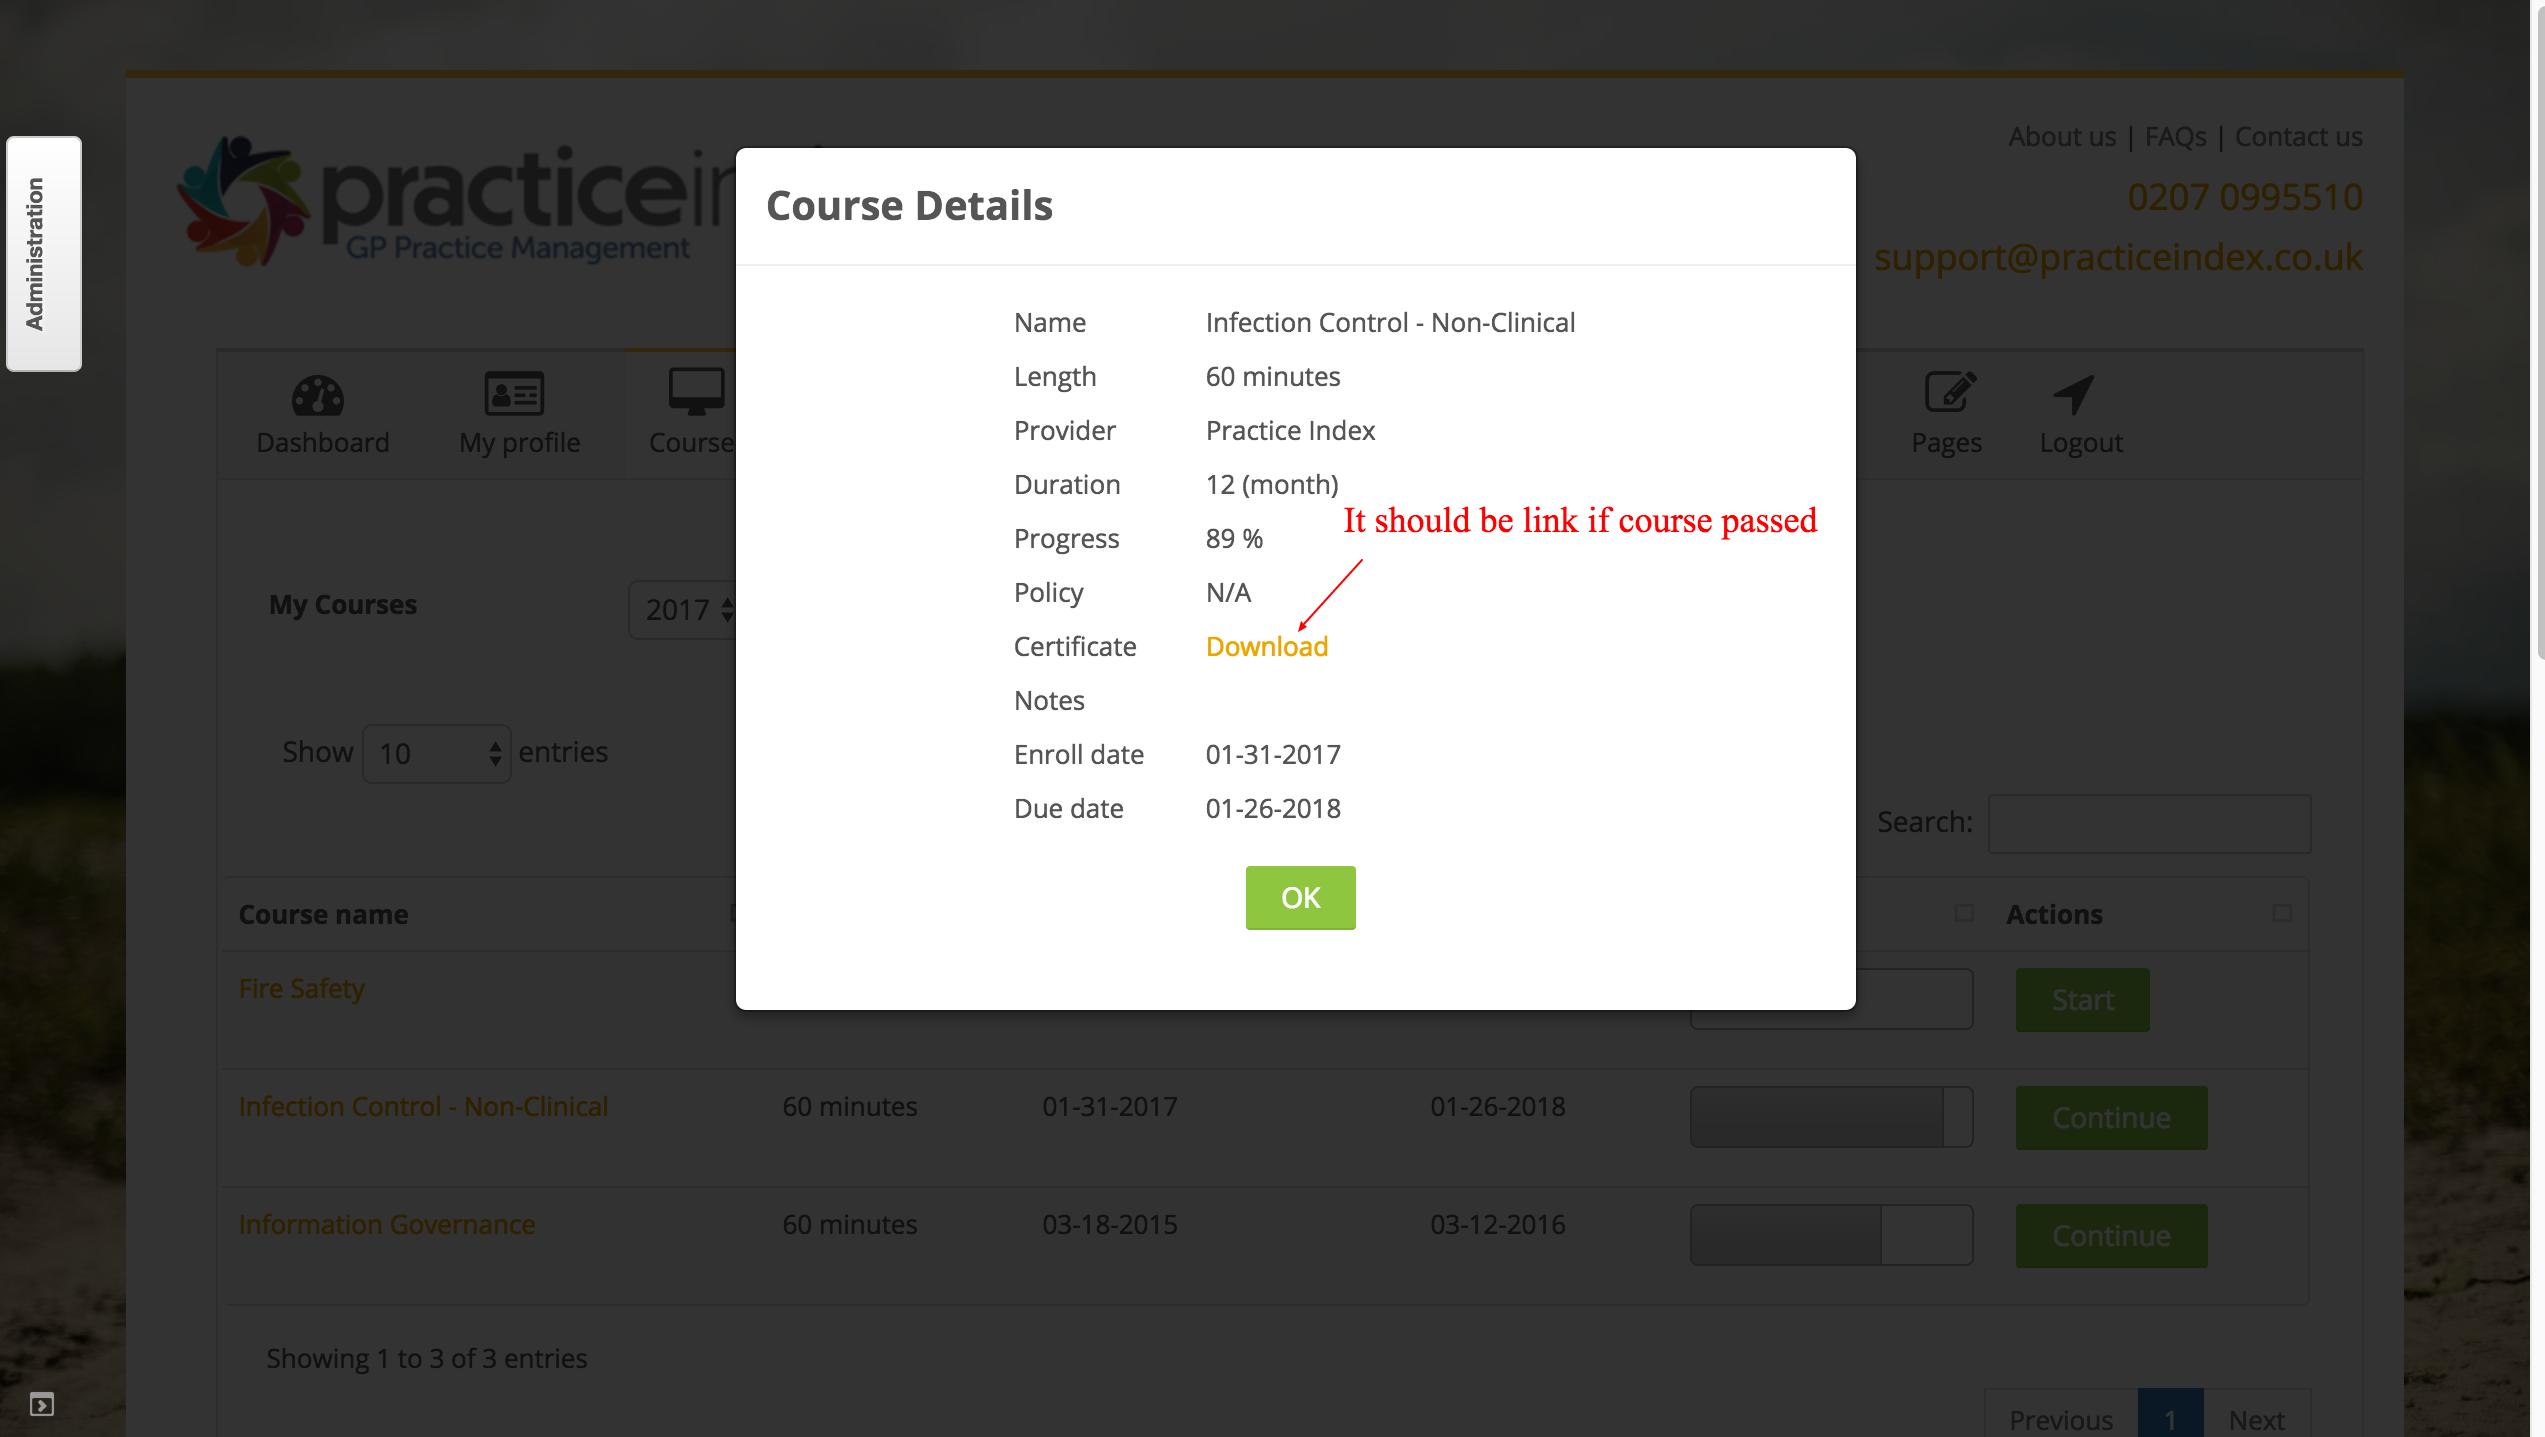 About us | FAQs | Contact us
0207 0995510
support@practiceindex.co.uk
Administration
GP Practice Management
Dashboard
My profile
Pages
Logout
My Courses
2017
Show 10 entries
Search:
Course name
Actions
Fire Safety
Start
Infection Control - Non-Clinical 60 minutes 01-31-2017 01-26-2018 Continue
Information Governance 60 minutes 03-18-2015 03-12-2016 Continue
Showing 1 to 3 of 3 entries
Previous 1 Next
Course Details
Name Infection Control - Non-Clinical
Length 60 minutes
Provider Practice Index
Duration 12 (month)
It should be link if course passed
Progress 89 %
Policy N/A
Certificate Download
Notes
Enroll date 01-31-2017
Due date 01-26-2018
OK